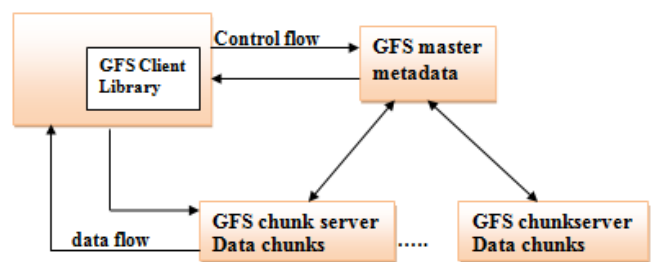 Control flow
GFS Client
Library
GFS master
metadata
data flow
GFS chunk server
Data chunks
.....
GFS chunkserver
Data chunks